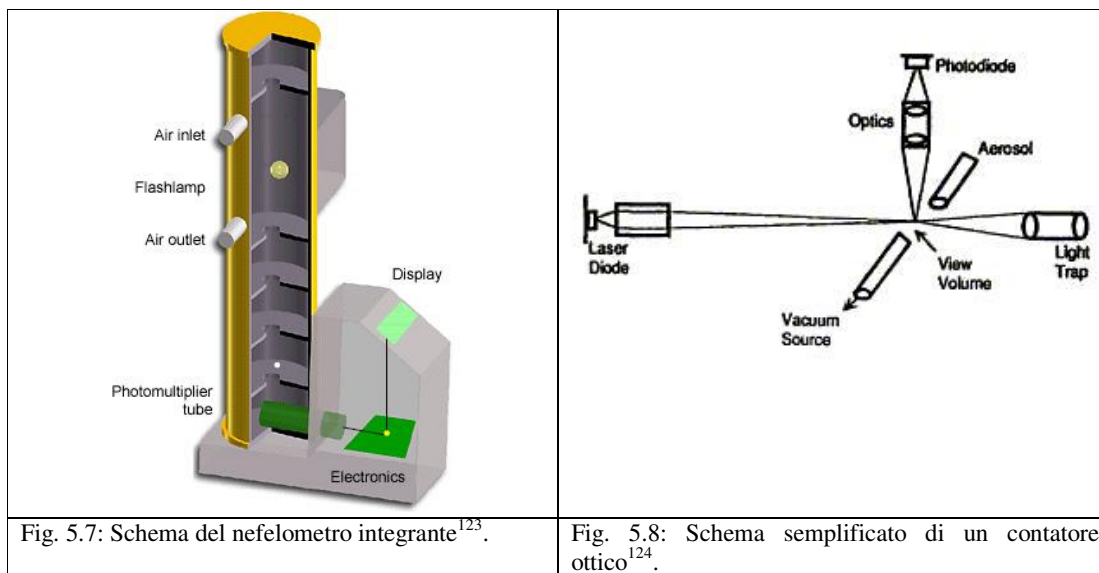 Air inlet
Flashlamp
Air outlet
Display
Photomultiplier
tube
Electronics
Photodiode
Optics
Aerosol
Laser
Diode
View
Volume
Light
Trap
Vacuum
Source
Fig. 5.7: Schema del nefelometro integrante123.
Fig. 5.8: Schema semplificato di un contatore
ottico124.